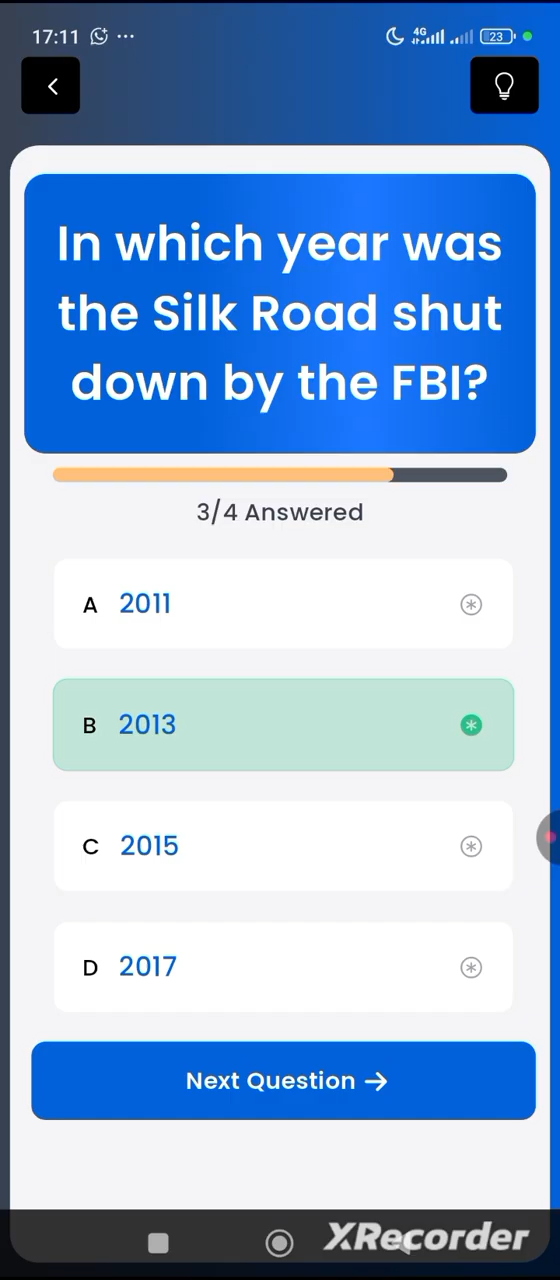 17:11
4G
23
In which year was
the Silk Road shut
down by the FBI?
3/4 Answered
A 2011
B 2013
C 2015
D 2017
Next Question →
XRecorder